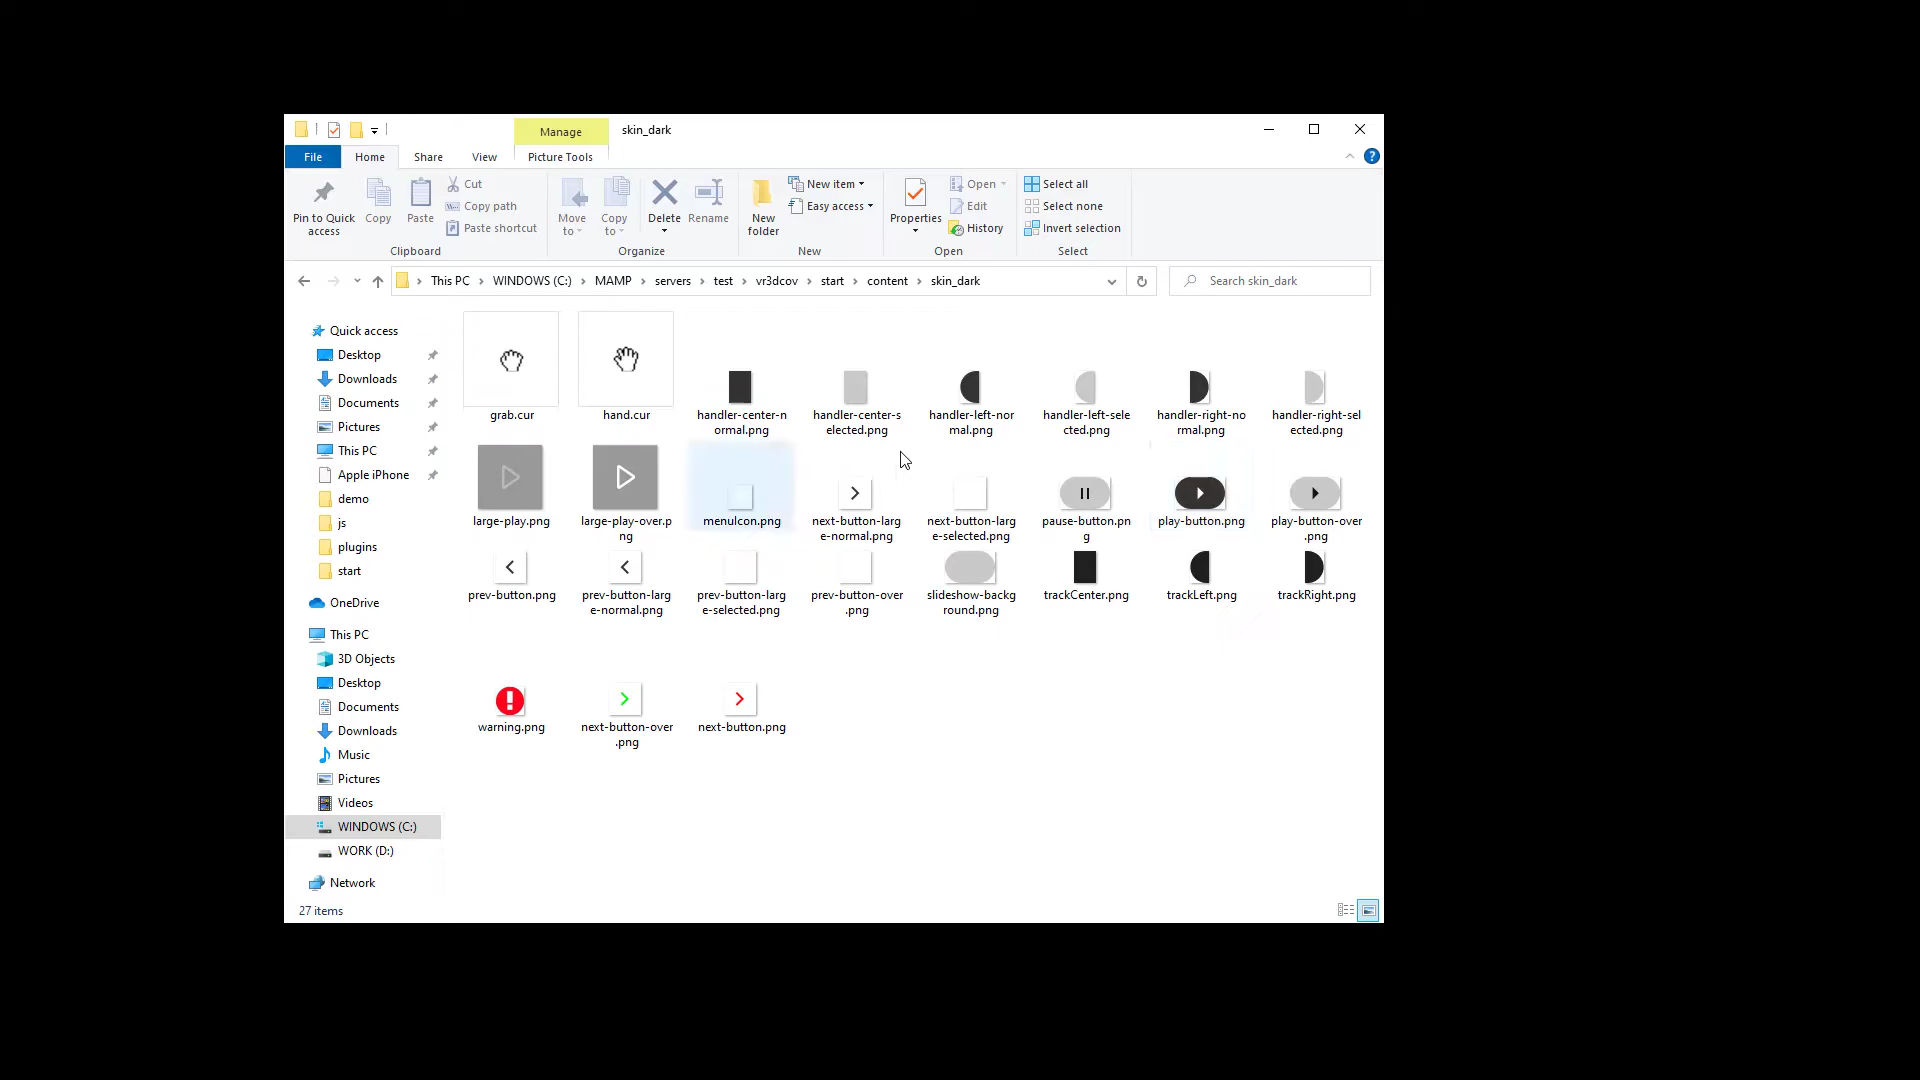 Manage
skin_dark
File
Home
Share
View
Picture Tools
?
Pin to Quick
access
Copy
Paste
Cut
Copy path
Paste shortcut
Clipboard
Move
to
Copy
to
Delete
Rename
Organize
New
folder
New item
Easy access
New
Properties
Open
Edit
History
Open
Select all
Select none
Invert selection
Select
This PC
WINDOWS (C:)
MAMP
servers
test
vr3dcov
start
content
skin_dark
Search skin_dark
Quick access
Desktop
Downloads
Documents
Pictures
This PC
Apple iPhone
demo
js
plugins
start
OneDrive
This PC
3D Objects
Desktop
Documents
Downloads
Music
Pictures
Videos
WINDOWS (C:)
WORK (D:)
Network
grab.cur
hand.cur
handler-center-n
ormal.png
handler-center-s
elected.png
handler-left-nor
mal.png
handler-left-sele
cted.png
handler-right-no
rmal.png
handler-right-sel
ected.png
large-play.png
large-play-over.p
ng
menuIcon.png
next-button-larg
e-normal.png
next-button-larg
e-selected.png
pause-button.pn
g
play-button.png
play-button-over
.png
prev-button.png
prev-button-larg
e-normal.png
prev-button-larg
e-selected.png
prev-button-over
.png
slideshow-backg
round.png
trackCenter.png
trackLeft.png
trackRight.png
warning.png
next-button-over
.png
next-button.png
27 items